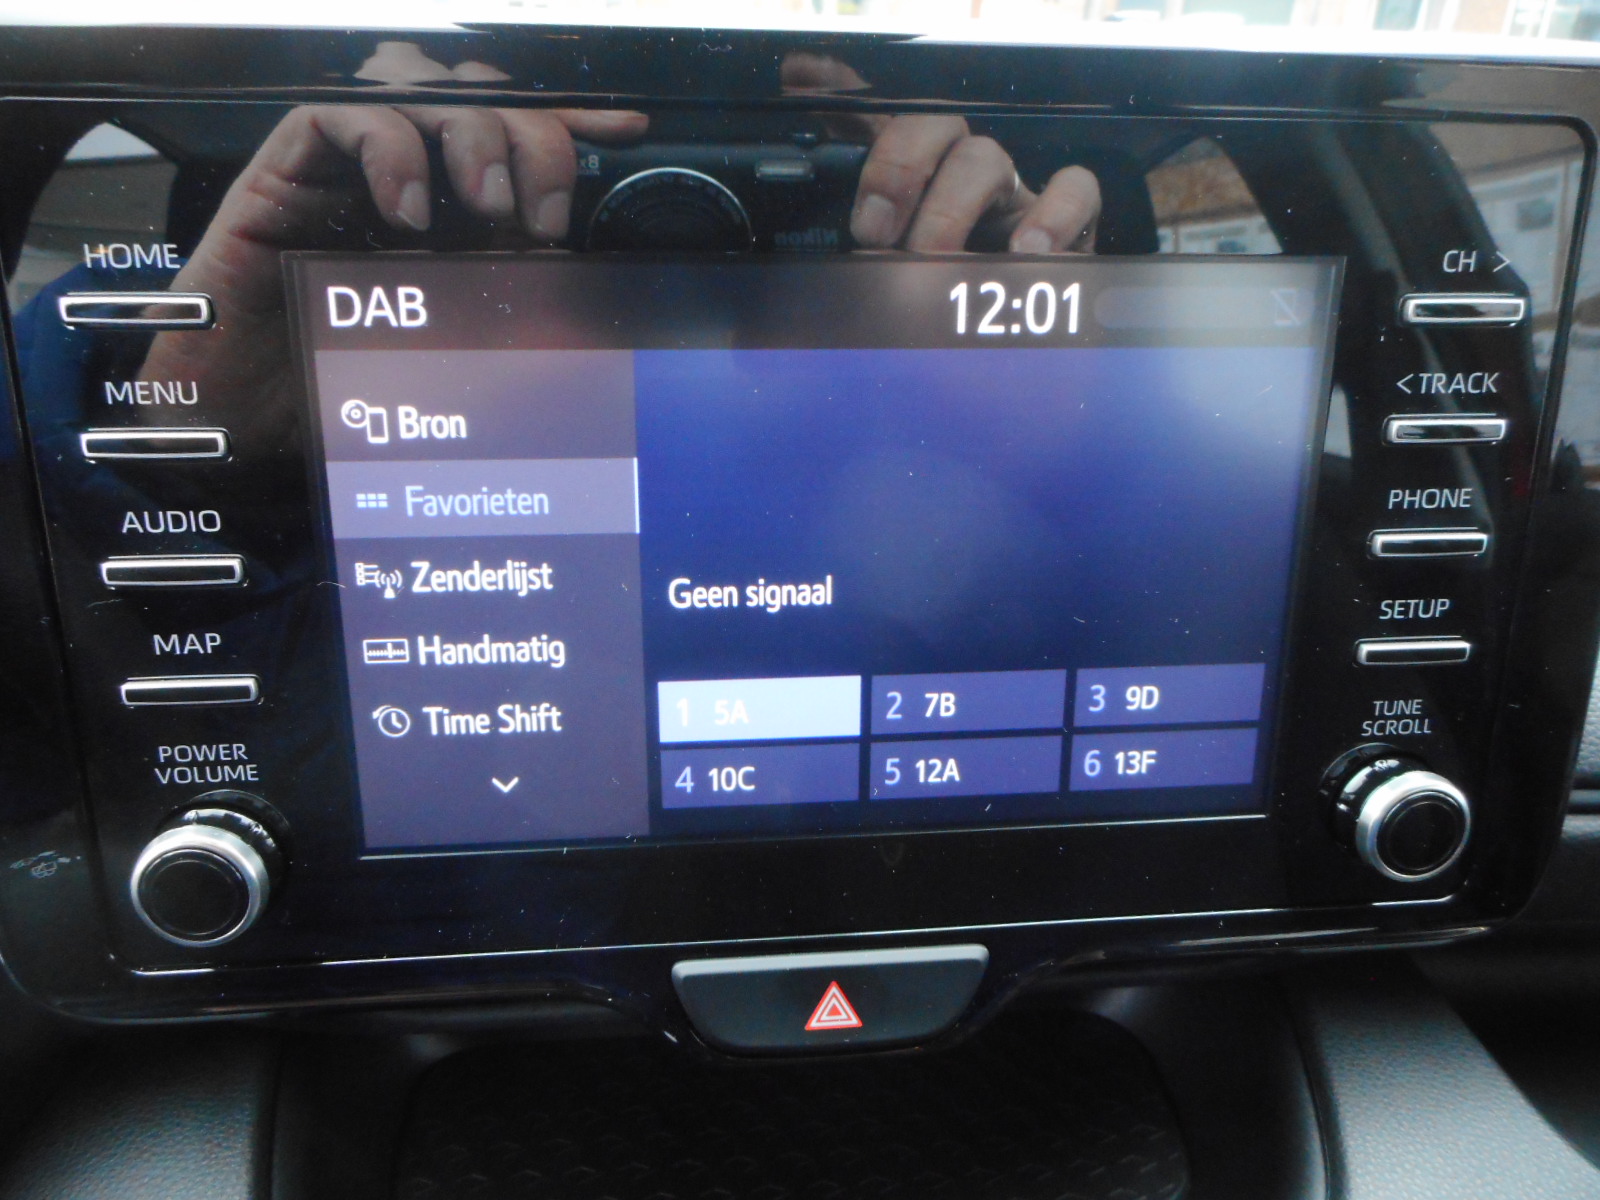 HOME
MENU
AUDIO
MAP
POWER
VOLUME
DAB
12:01
Bron
Favorieten
Zenderlijst
Handmatig
Time Shift
Geen signaal
1 5A
2 7B
3 9D
4 10C
5 12A
6 13F
CH >
< TRACK
PHONE
SETUP
TUNE
SCROLL
Nikon